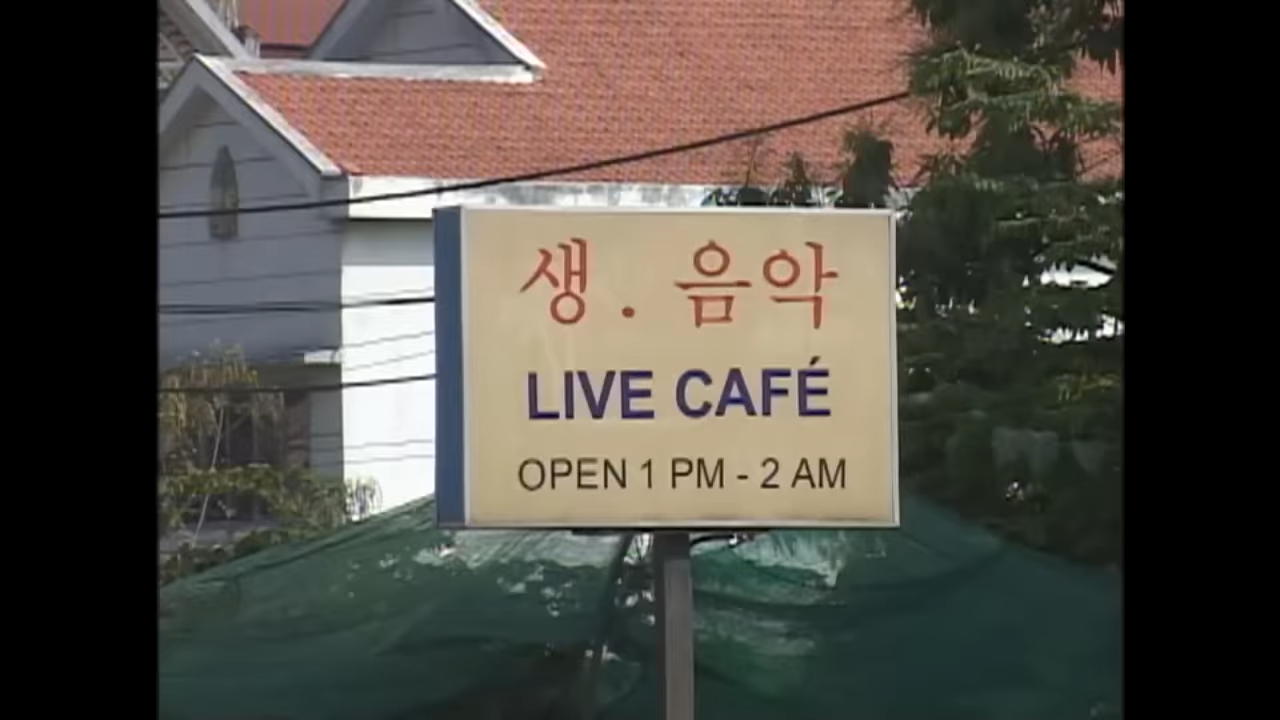 생 . 음악
LIVE CAFÉ
OPEN 1 PM - 2 AM